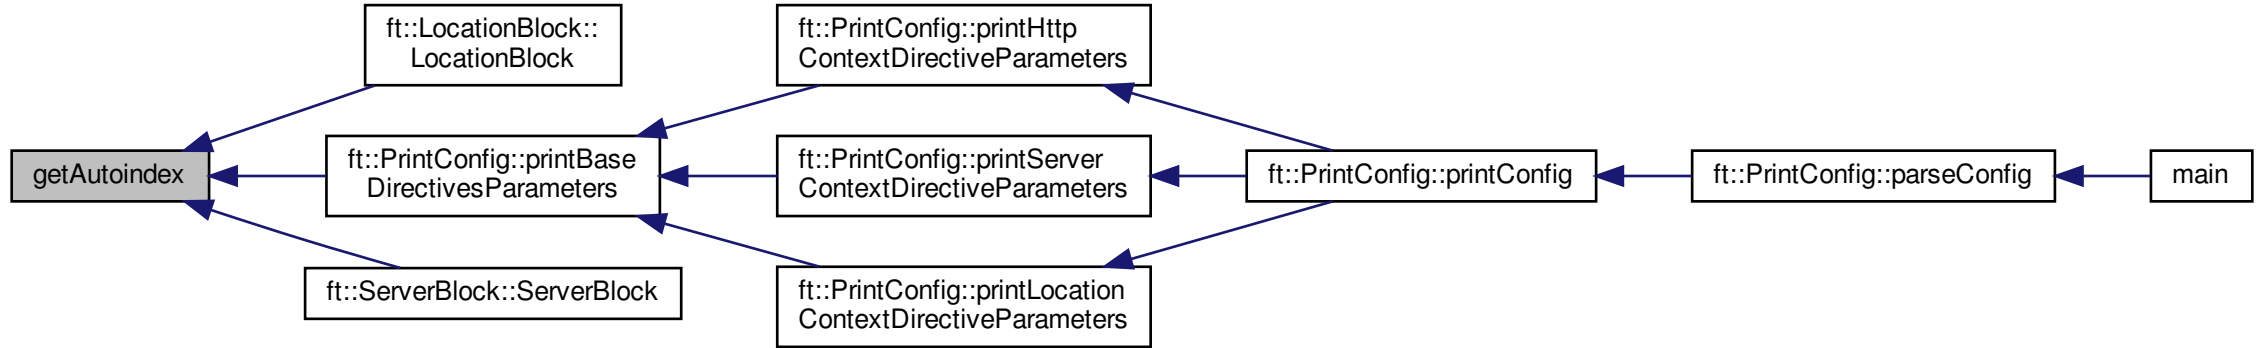 getAutoindex
ft::LocationBlock::
LocationBlock
ft::PrintConfig::printBase
DirectivesParameters
ft::ServerBlock::ServerBlock
ft::PrintConfig::printHttp
ContextDirectiveParameters
ft::PrintConfig::printServer
ContextDirectiveParameters
ft::PrintConfig::printLocation
ContextDirectiveParameters
ft::PrintConfig::printConfig
ft::PrintConfig::parseConfig
main